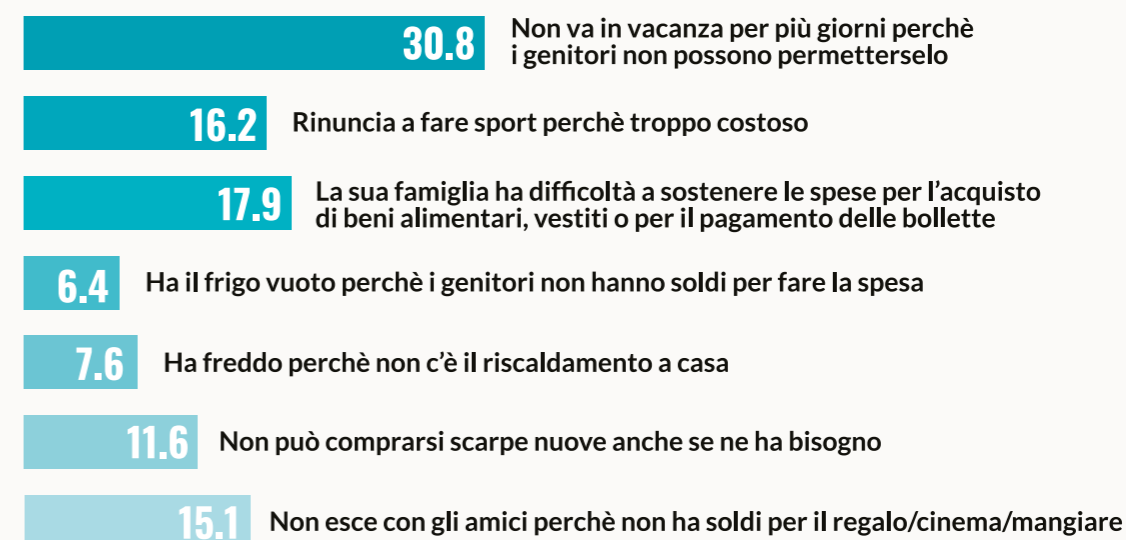 30.8
Non va in vacanza per più giorni perchè
i genitori non possono permetterselo
16.2
Rinuncia a fare sport perchè troppo costoso
17.9
La sua famiglia ha difficoltà a sostenere le spese per l’acquisto
di beni alimentari, vestiti o per il pagamento delle bollette
6.4
Ha il frigo vuoto perchè i genitori non hanno soldi per fare la spesa
7.6
Ha freddo perchè non c’è il riscaldamento a casa
11.6
Non può comprarsi scarpe nuove anche se ne ha bisogno
15.1
Non esce con gli amici perchè non ha soldi per il regalo/cinema/mangiare